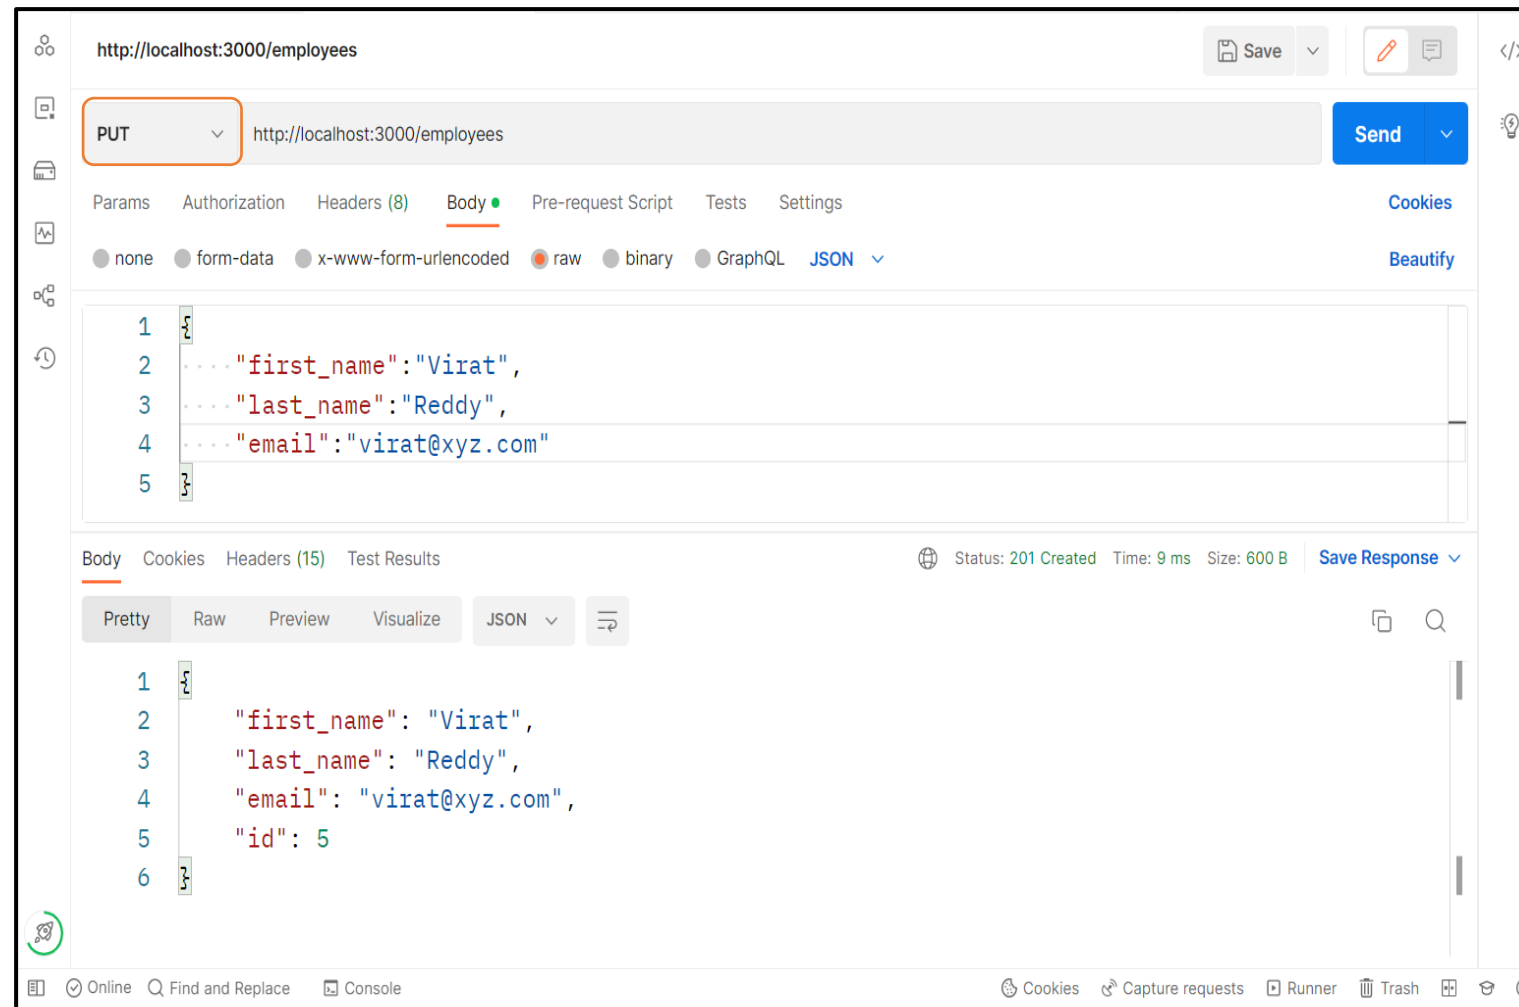 http://localhost:3000/employees
Save
PUT http://localhost:3000/employees Send
Params Authorization Headers (8) Body Pre-request Script Tests Settings Cookies
none form-data x-www-form-urlencoded raw binary GraphQL JSON Beautify
1 {
2 "first_name":"Virat",
3 "last_name":"Reddy",
4 "email":"virat@xyz.com"
5 }
Body Cookies Headers (15) Test Results Status: 201 Created Time: 9 ms Size: 600 B Save Response
Pretty Raw Preview Visualize JSON
1 {
2 "first_name": "Virat",
3 "last_name": "Reddy",
4 "email": "virat@xyz.com",
5 "id": 5
6 }
Online Find and Replace Console Cookies Capture requests Runner Trash